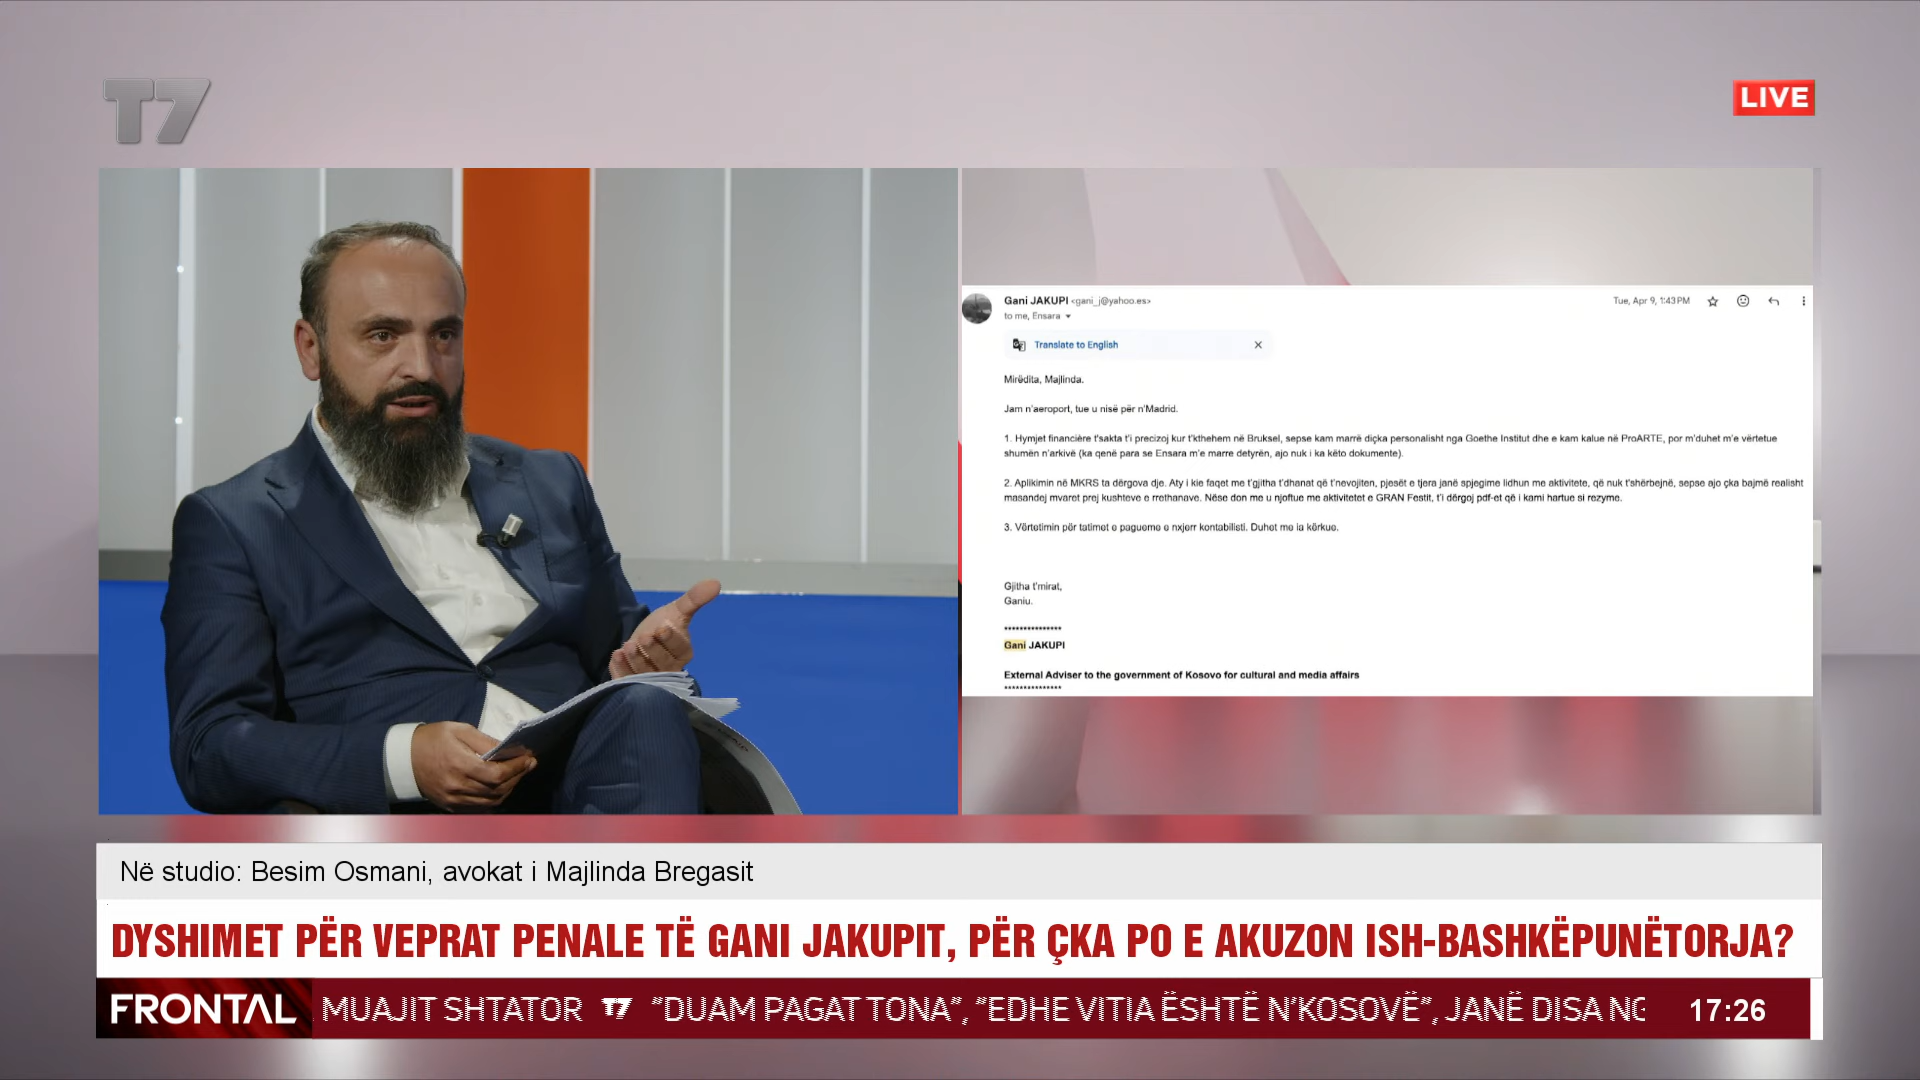 T7
LIVE
Gani JAKUPI <gani_j@yahoo.es>
Tue, Apr 9, 1:43 PM
to me, Ensara
Translate to English
Mirëdita, Majlinda.
Jam n'aeroport, tue u nisë për n'Madrid.
1. Hymjet financiére t'sakta t'i precizoj kur t'kthehem në Bruksel, sepse kam marrë diçka personalisht nga Goethe Institut dhe e kam kalue në ProARTE, por m'duhet m'e vërtetue
shumën n'arkivë (ka qenë para se Ensara m'e marre detyrën, ajo nuk i ka këto dokumente).
2. Aplikimin në MKRS ta dërgova dje. Aty i kie faqet me t'gjitha t'dhanat që t'nevojiten, pjesët e tjera janë spjegime lidhun me aktivitete, që nuk t'shërbejnë, sepse ajo çka bajmë realisht
masandej mvaret prej kushteve e rrethanave. Nëse don me u njoftue me aktivitetet e GRAN Festit, t'i dërgoj pdf-et që i kami hartue si rezyme.
3. Vërtetimin për tatimet e pagueme e nxjerr kontabilisti. Duhet me ia kërkue.
Gjitha t'mirat,
Ganiu.
***************
Gani JAKUPI
External Adviser to the government of Kosovo for cultural and media affairs
***************
Në studio: Besim Osmani, avokat i Majlinda Bregasit
DYSHIMET PËR VEPRAT PENALE TË GANI JAKUPIT, PËR ÇKA PO E AKUZON ISH-BASHKËPUNËTORJA?
FRONTAL MUAJIT SHTATOR T7 "DUAM PAGAT TONA", "EDHE VITIA ËSHTË N'KOSOVË", JANË DISA NG 17:26